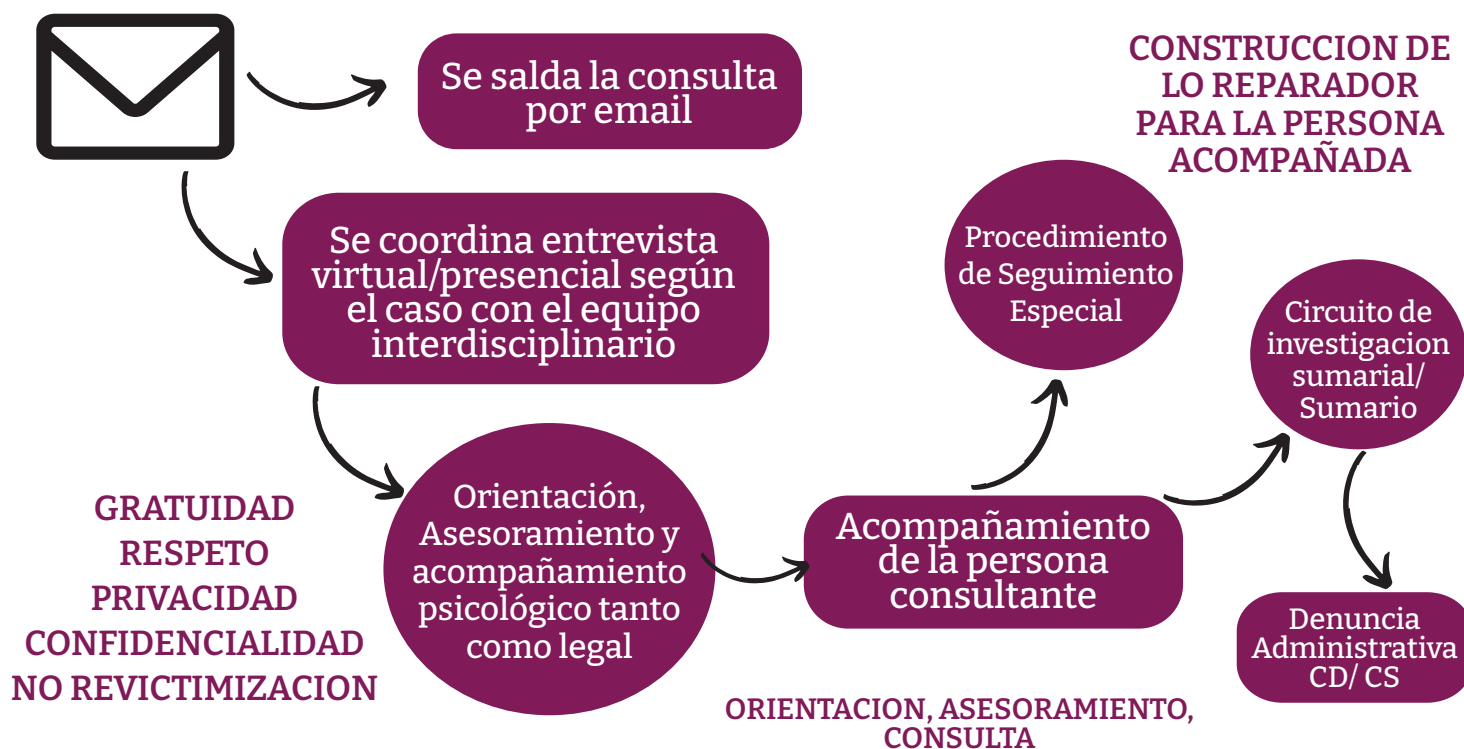 Se salda la consulta
por email
CONSTRUCCION DE
LO REPARADOR
PARA LA PERSONA
ACOMPAÑADA
Se coordina entrevista
virtual/presencial según
el caso con el equipo
interdisciplinario
Procedimiento
de Seguimiento
Especial
Circuito de
investigacion
sumarial/
Sumario
GRATUIDAD
RESPETO
PRIVACIDAD
CONFIDENCIALIDAD
NO REVICTIMIZACION
Orientación,
Asesoramiento y
acompañamiento
psicológico tanto
como legal
Acompañamiento
de la persona
consultante
Denuncia
Administrativa
CD/ CS
ORIENTACION, ASESORAMIENTO,
CONSULTA